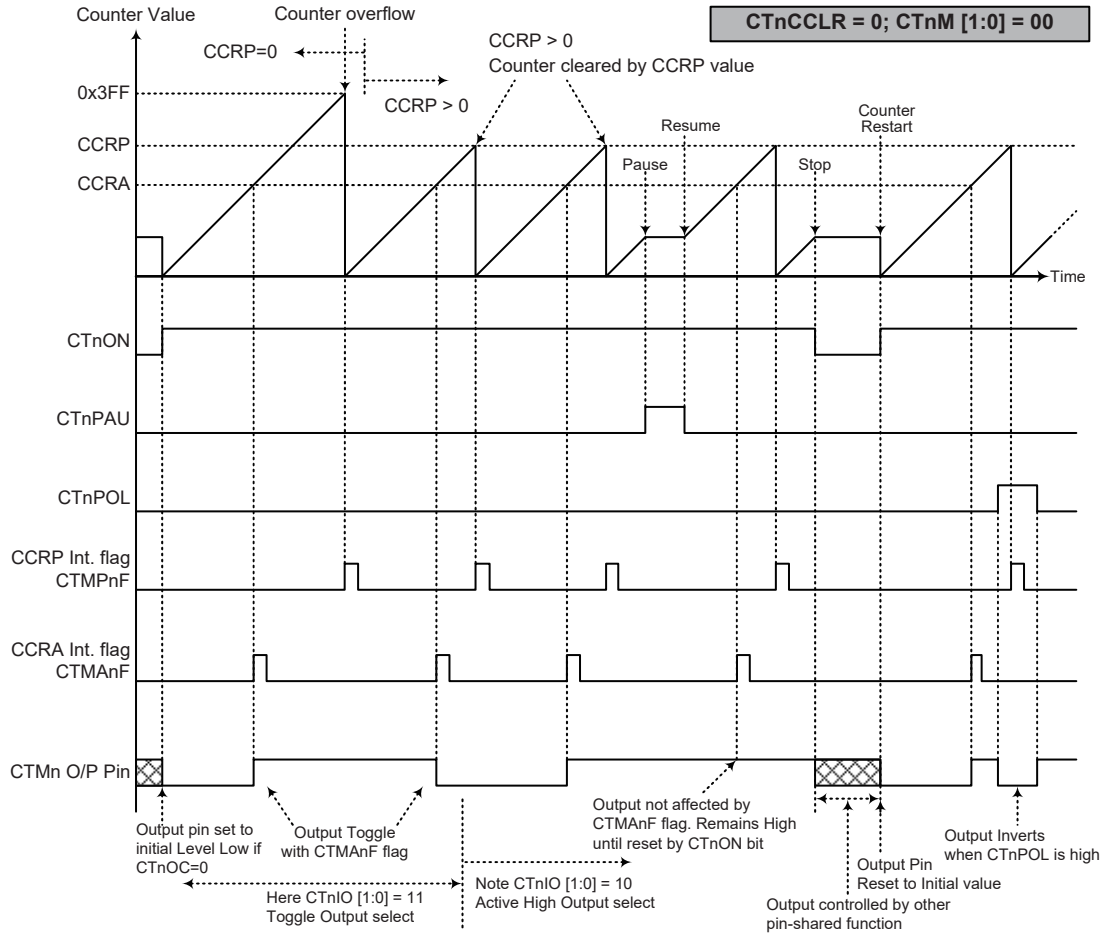 Counter Value
Counter overflow
CTnCCLR = 0; CTnM [1:0] = 00
CCRP=0
CCRP > 0
CCRP > 0
Counter cleared by CCRP value
0x3FF
CCRP
CCRA
Pause
Resume
Stop
Counter
Restart
Time
CTnON
CTnPAU
CTnPOL
CCRP Int. flag
CTMPnF
CCRA Int. flag
CTMAnF
CTMn O/P Pin
Output pin set to
initial Level Low if
CTnOC=0
Output Toggle
with CTMAnF flag
Here CTnIO [1:0] = 11
Toggle Output select
Note CTnIO [1:0] = 10
Active High Output select
Output not affected by
CTMAnF flag. Remains High
until reset by CTnON bit
Output controlled by other
pin-shared function
Output Pin
Reset to Initial value
Output Inverts
when CTnPOL is high